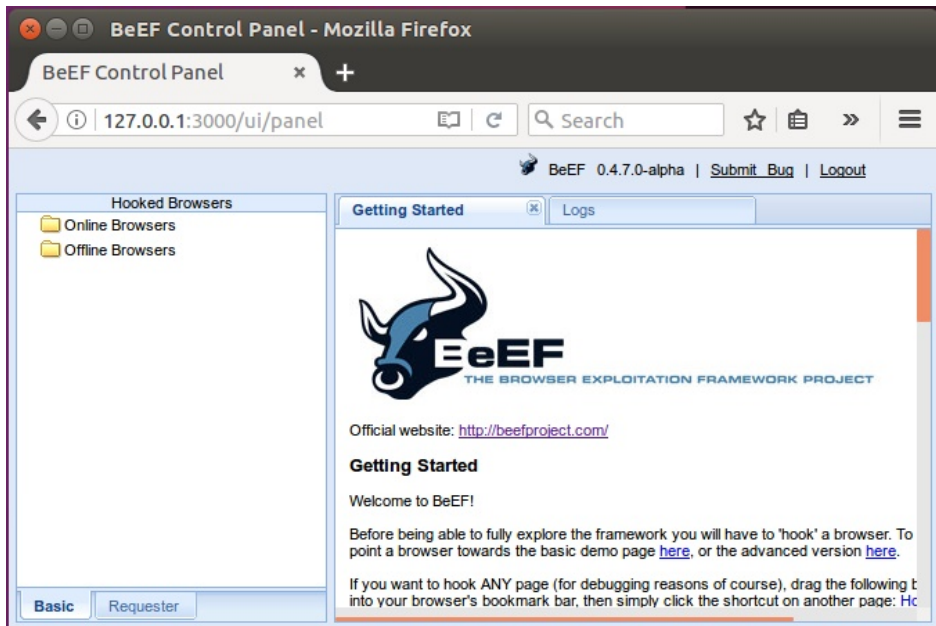 BeEF Control Panel - Mozilla Firefox
BeEF Control Panel
127.0.0.1:3000/ui/panel
Search
BeEF 0.4.7.0-alpha | Submit Bug | Logout
Hooked Browsers
Online Browsers
Offline Browsers
Getting Started
Logs
BeEF
THE BROWSER EXPLOITATION FRAMEWORK PROJECT
Official website: http://beefproject.com/
Getting Started
Welcome to BeEF!
Before being able to fully explore the framework you will have to 'hook' a browser. To
point a browser towards the basic demo page here, or the advanced version here.
If you want to hook ANY page (for debugging reasons of course), drag the following
into your browser's bookmark bar, then simply click the shortcut on another page:
Basic
Requester